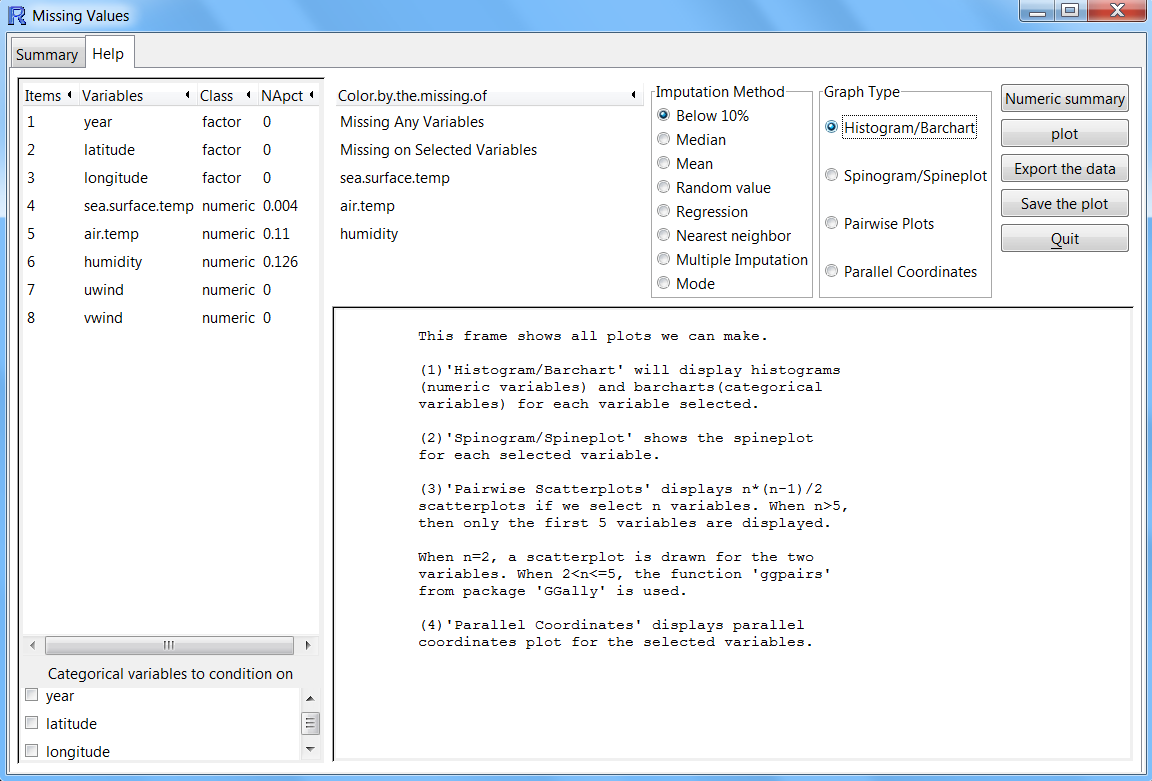 Missing Values
Summary
Help
Items Variables Class NApct
1 year factor 0
2 latitude factor 0
3 longitude factor 0
4 sea.surface.temp numeric 0.004
5 air.temp numeric 0.11
6 humidity numeric 0.126
7 uwind numeric 0
8 vwind numeric 0
Categorical variables to condition on
year
latitude
longitude
Color.by.the.missing.of
Missing Any Variables
Missing on Selected Variables
sea.surface.temp
air.temp
humidity
Imputation Method
Below 10%
Median
Mean
Random value
Regression
Nearest neighbor
Multiple Imputation
Mode
Graph Type
Histogram/Barchart
Spinogram/Spineplot
Pairwise Plots
Parallel Coordinates
Numeric summary
plot
Export the data
Save the plot
Quit
This frame shows all plots we can make.
(1)'Histogram/Barchart' will display histograms
(numeric variables) and barcharts(categorical
variables) for each variable selected.
(2)'Spinogram/Spineplot' shows the spineplot
for each selected variable.
(3)'Pairwise Scatterplots' displays n*(n-1)/2
scatterplots if we select n variables. When n>5,
then only the first 5 variables are displayed.
When n=2, a scatterplot is drawn for the two
variables. When 2<n<=5, the function 'ggpairs'
from package 'GGally' is used.
(4)'Parallel Coordinates' displays parallel
coordinates plot for the selected variables.